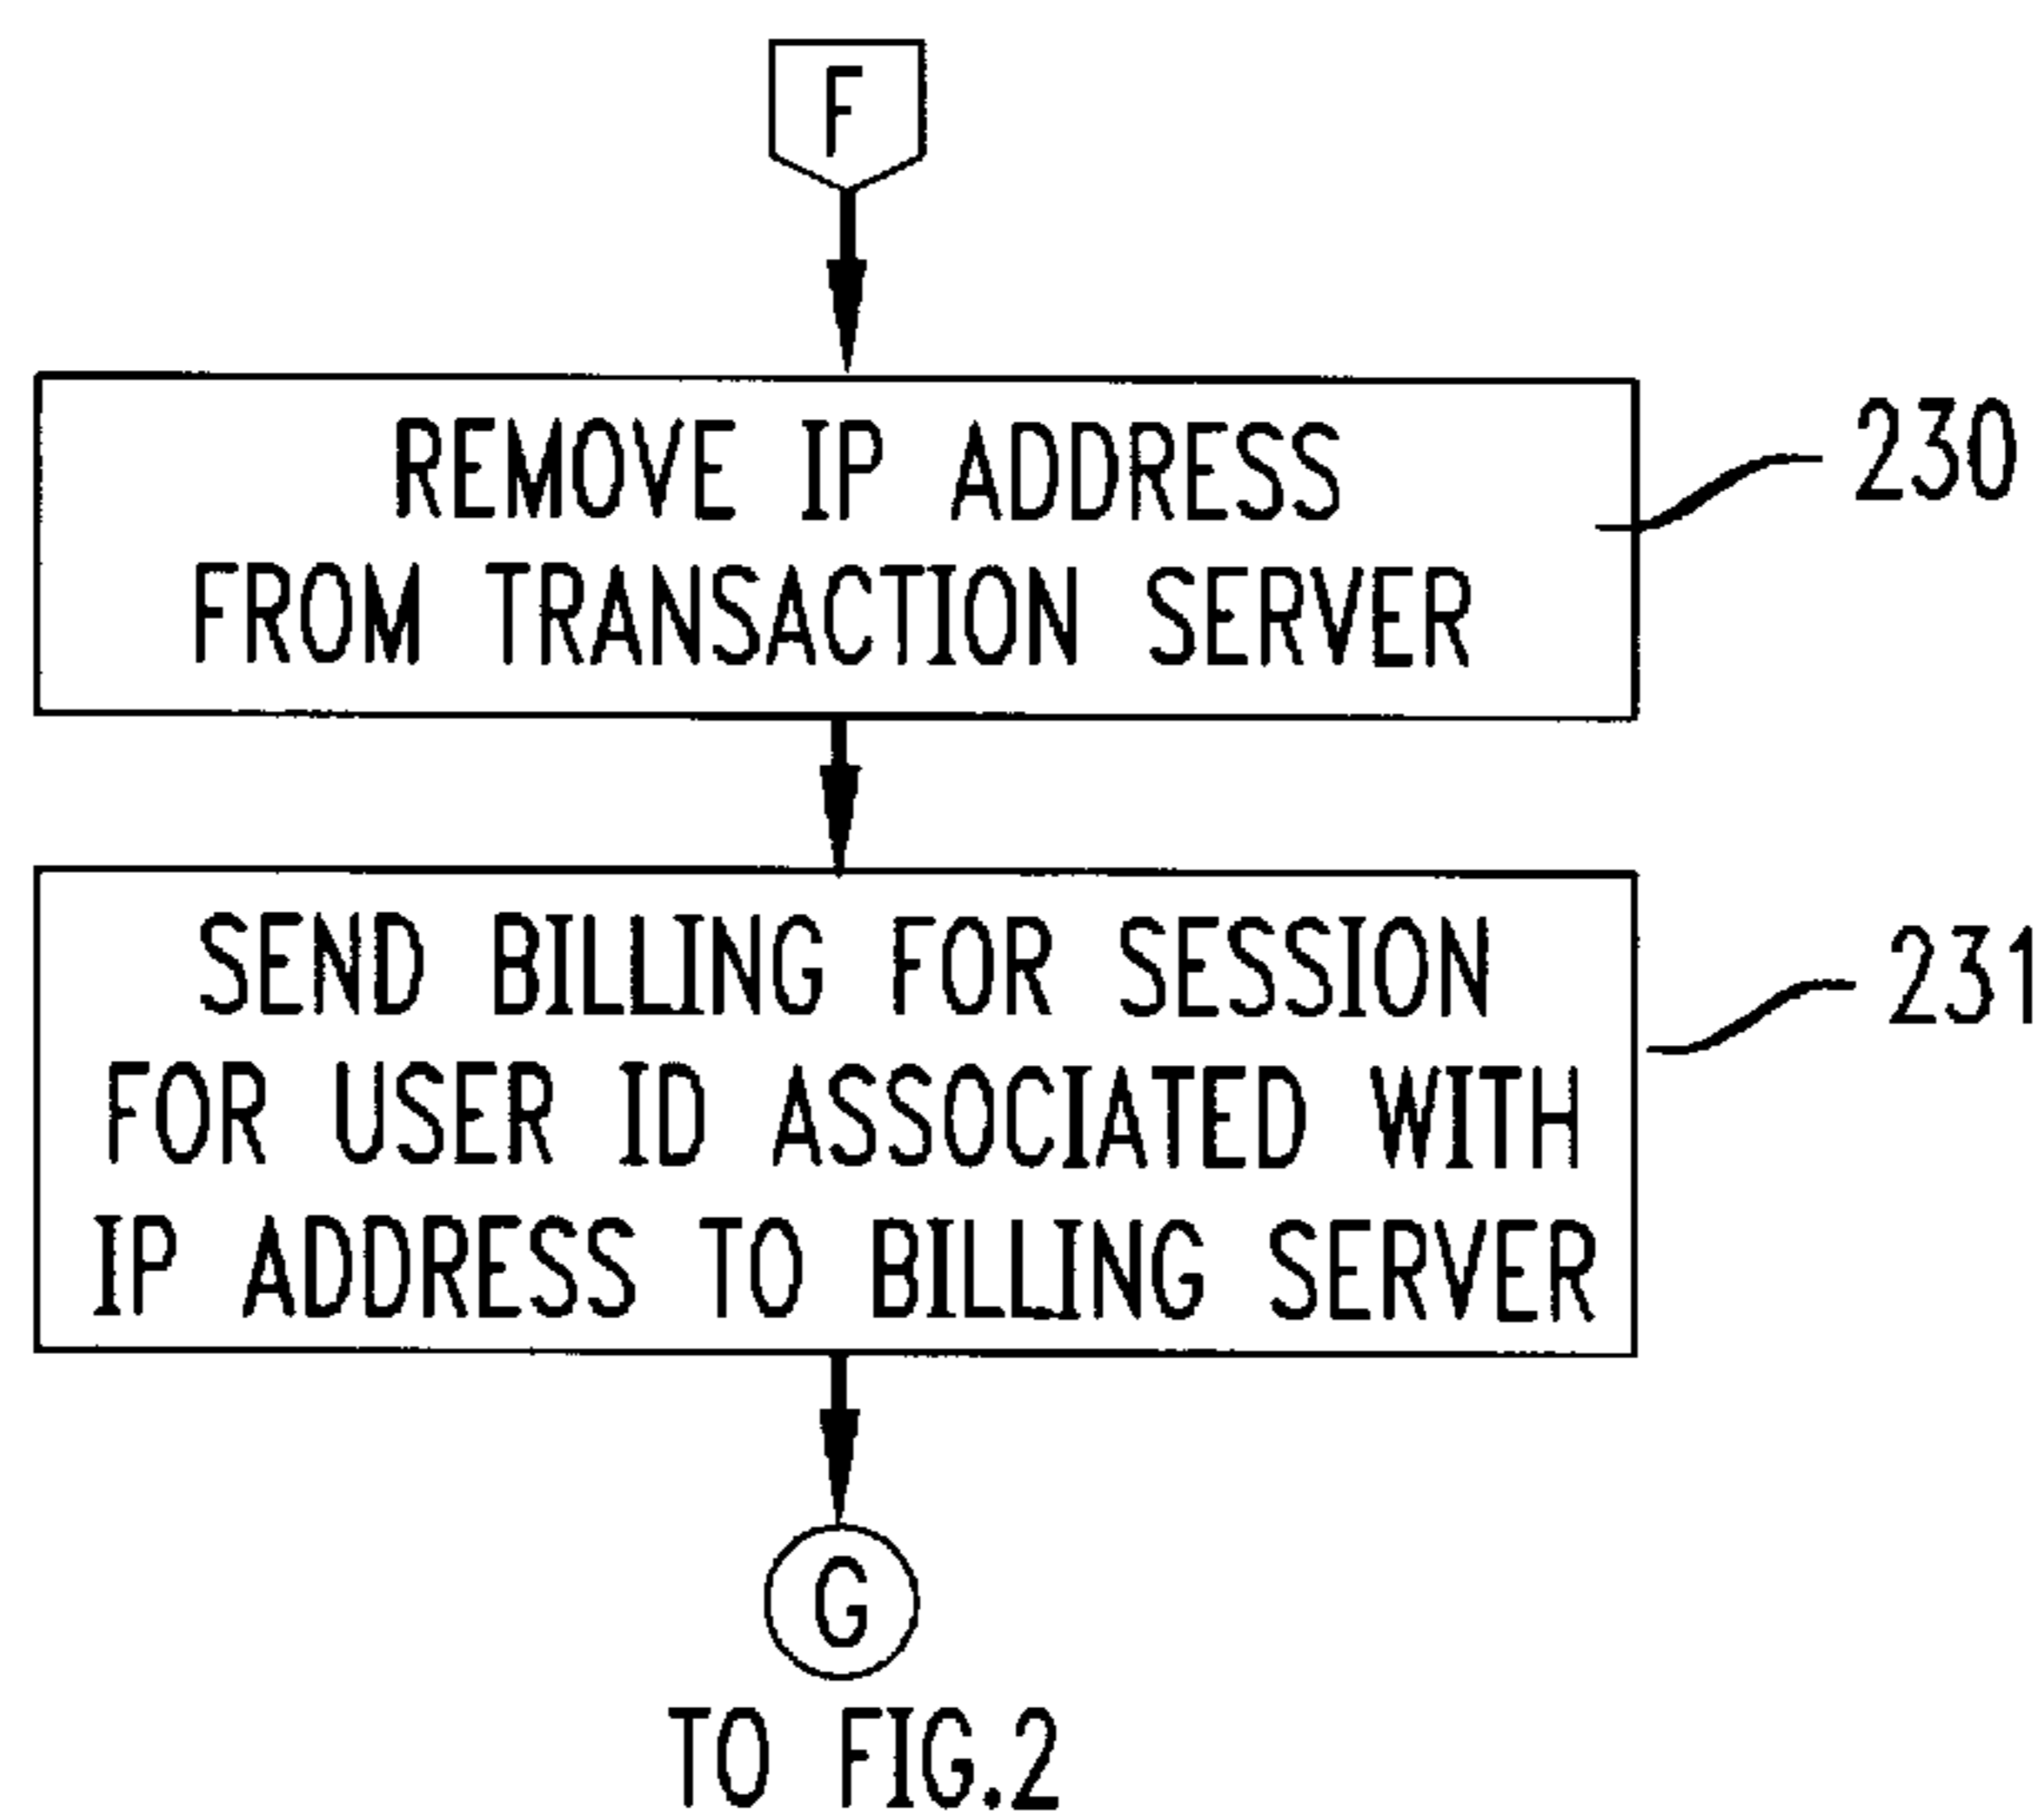 F
REMOVE IP ADDRESS
FROM TRANSACTION SERVER
230
SEND BILLING FOR SESSION
FOR USER ID ASSOCIATED WITH
IP ADDRESS TO BILLING SERVER
231
G
TO FIG.2